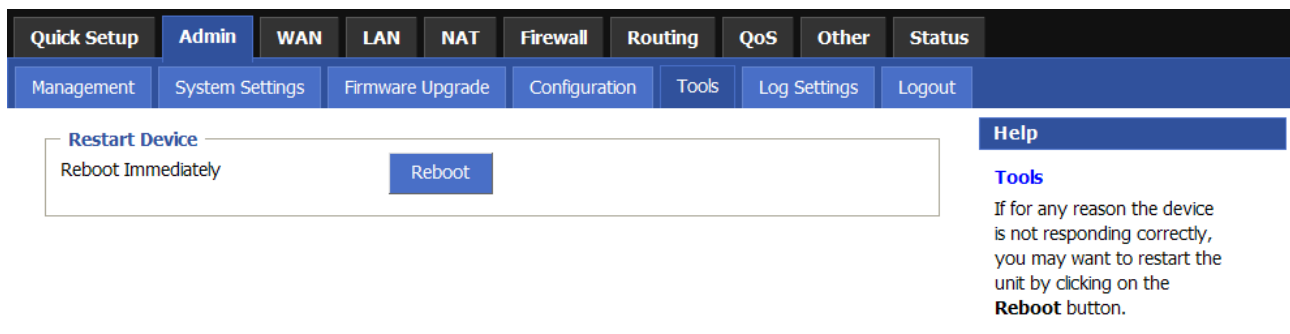 Quick Setup Admin WAN LAN NAT Firewall Routing QoS Other Status
Management System Settings Firmware Upgrade Configuration Tools Log Settings Logout
Restart Device
Reboot Immediately Reboot
Help
Tools
If for any reason the device
is not responding correctly,
you may want to restart the
unit by clicking on the
Reboot button.